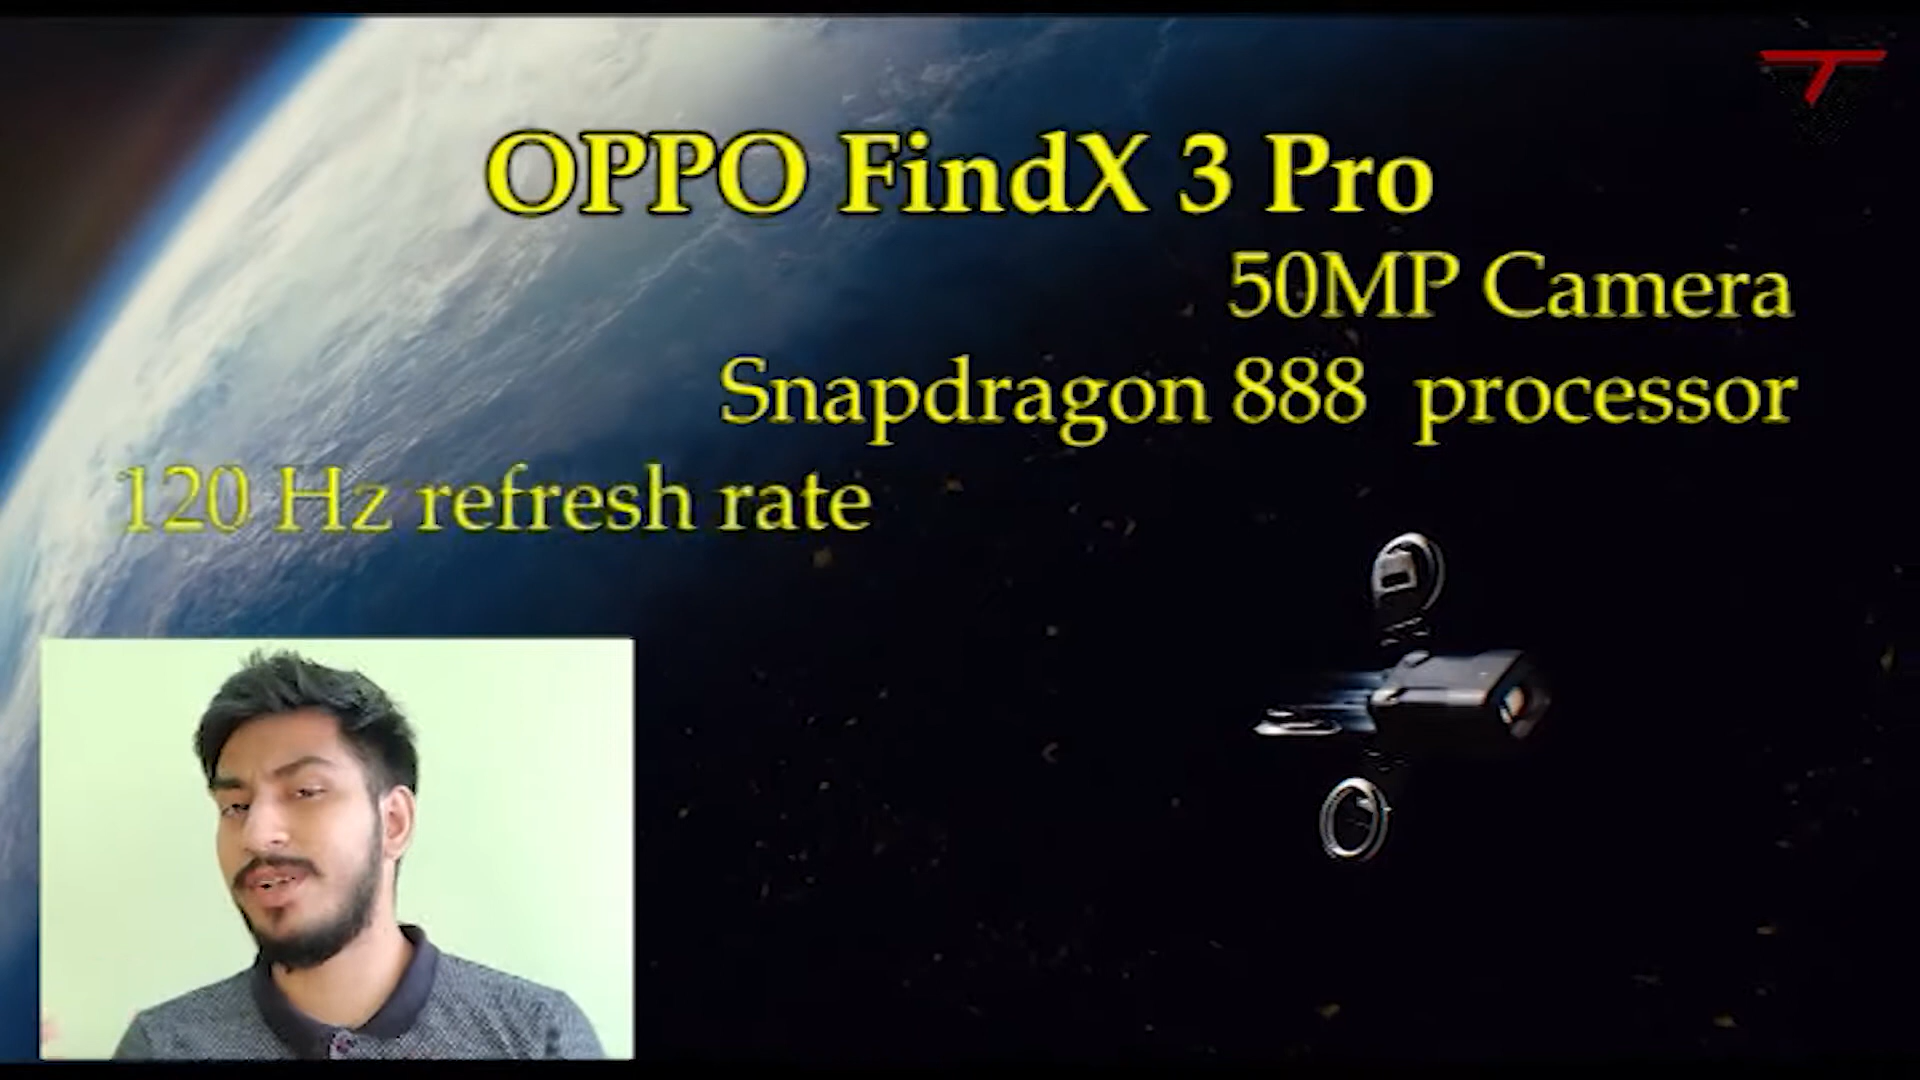 OPPO FindX 3 Pro
50MP Camera
Snapdragon 888 processor
120 Hz refresh rate